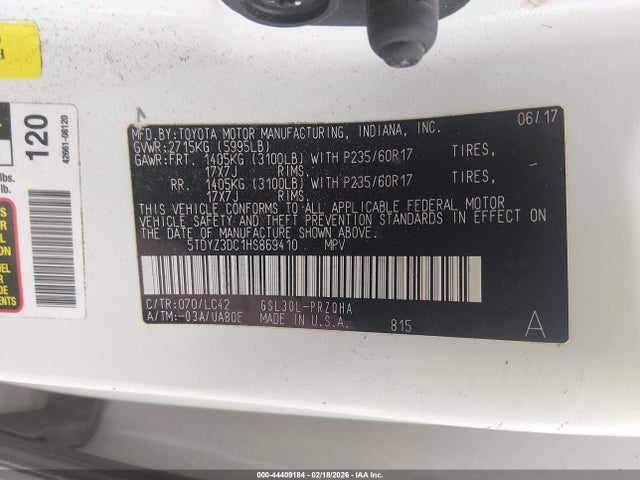 120
42661-08120
lbs.
lb.
06/17
MFD.BY:TOYOTA MOTOR MANUFACTURING, INDIANA, INC.
GVWR:2715KG (5995LB)
GAWR:FRT. 1405KG (3100LB) WITH P235/60R17 TIRES,
17X7J RIMS.
RR. 1405KG (3100LB) WITH P235/60R17 TIRES,
17X7J RIMS.
THIS VEHICLE CONFORMS TO ALL APPLICABLE FEDERAL MOTOR
VEHICLE SAFETY AND THEFT PREVENTION STANDARDS IN EFFECT ON
THE DATE OF MANUFACTURE SHOWN ABOVE.
5TDYZ3DC1HS869410 MPV
C/TR:070/LC42 GSL30L-PRZQHA
A/TM:-03A/UA80E MADE IN U.S.A. 815
A
000-44409184 - 02/18/2026 - IAAI